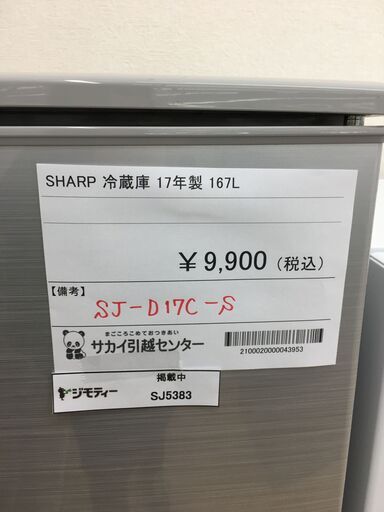 SHARP 冷蔵庫 17年製 167L
￥9,900（税込）
【備考】
SJ-D17C-S
まごころこめておつきあい
サカイ引越センター
2100020000043953
掲載中
ジモティー
SJ5383